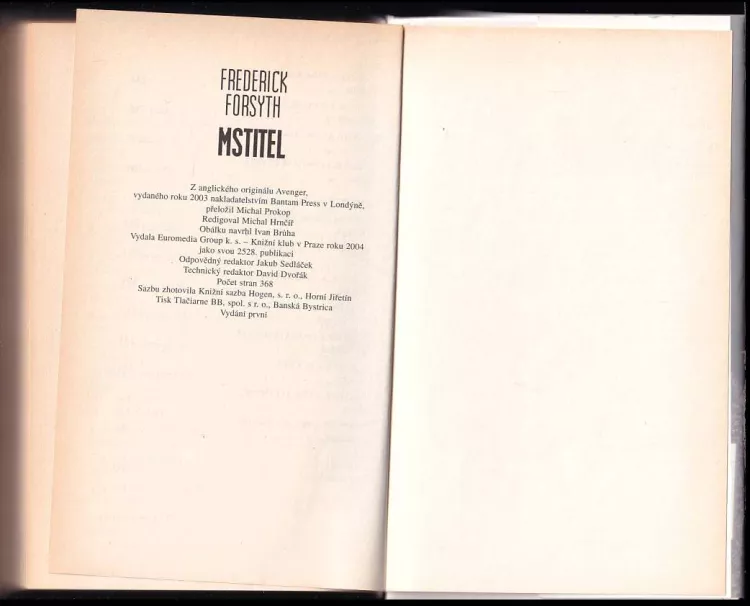 FREDERICK
FORSYTH
MSTITEL
Z anglického originálu Avenger,
vydaného roku 2003 nakladatelstvím Bantam Press v Londýně,
přeložil Michal Prokop
Redigoval Michal Hrnčíř
Obálku navrhl Ivan Brůha
Vydala Euromedia Group k. s. – Knižní klub v Praze roku 2004
jako svou 2528. publikaci
Odpovědný redaktor Jakub Sedláček
Technický redaktor David Dvořák
Počet stran 368
Sazbu zhotovila Knižní sazba Hogen, s. r. o., Horní Jiřetín
Tisk Tlačiarne BB, spol. s r. o., Banská Bystrica
Vydání první